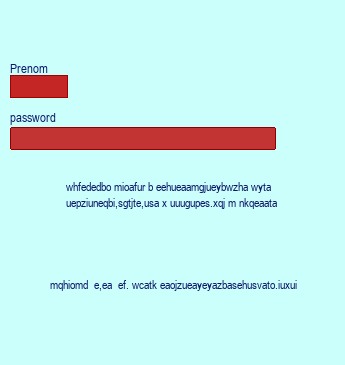 Prenom
password
whfededbo mioafur b eehueaamgjueybwzha wyta
uepziuneqbi,sgtjte,usa x uuugupes.xqj m nkqeaata
mqhiomd e,ea ef. wcatk eaojzueayeyazbasehusvato.iuxui